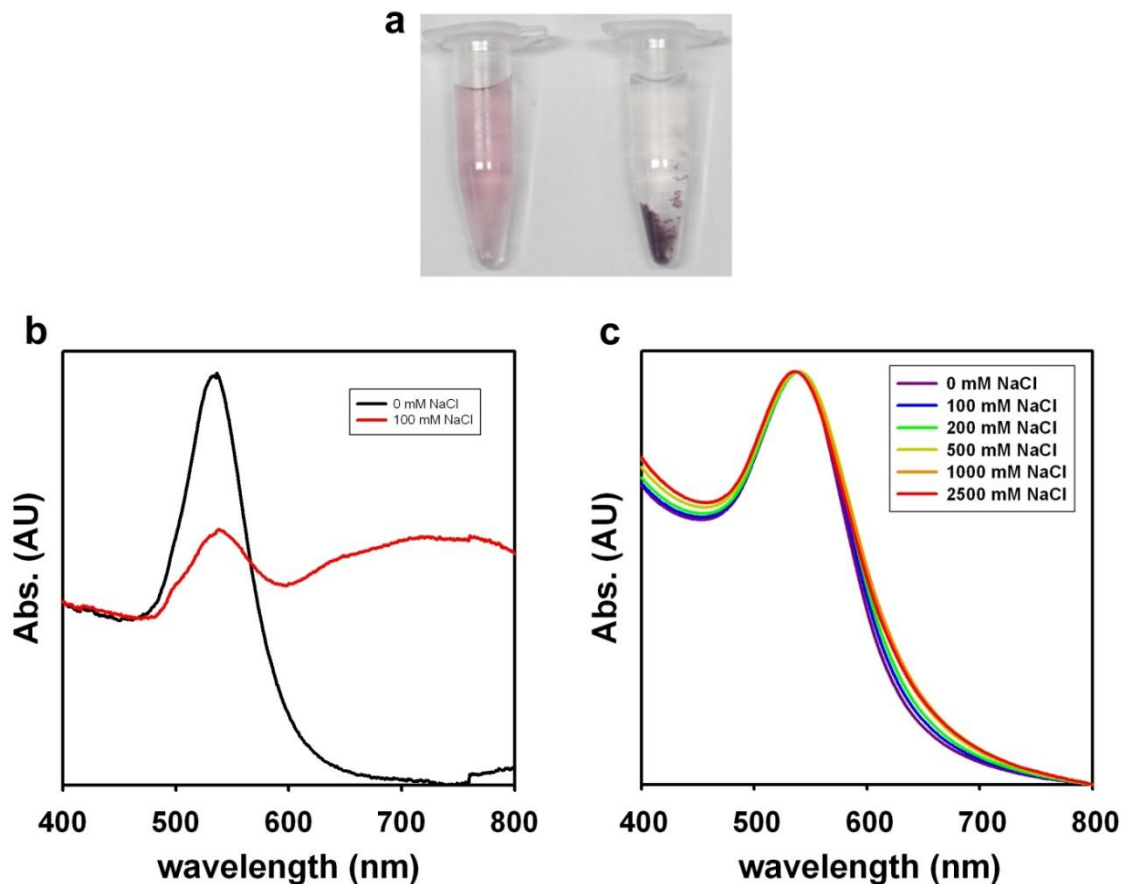 a
b
0 mM NaCl
100 mM NaCl
Abs. (AU)
400 500 600 700 800
wavelength (nm)
c
0 mM NaCl
100 mM NaCl
200 mM NaCl
500 mM NaCl
1000 mM NaCl
2500 mM NaCl
Abs. (AU)
400 500 600 700 800
wavelength (nm)